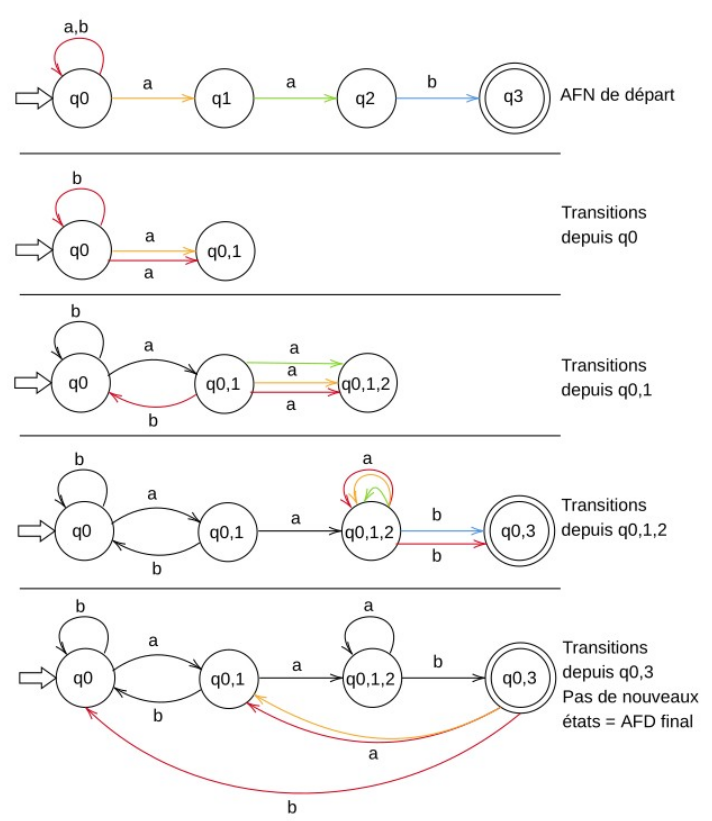 a,b
q0
a
q1
a
q2
b
q3
AFN de départ
b
q0
a
a
q0,1
Transitions
depuis q0
b
q0
a
b
q0,1
a
a
a
q0,1,2
Transitions
depuis q0,1
b
q0
a
b
q0,1
a
a
q0,1,2
b
b
q0,3
Transitions
depuis q0,1,2
b
q0
a
b
q0,1
a
a
q0,1,2
b
q0,3
a
b
Transitions
depuis q0,3
Pas de nouveaux
états = AFD final